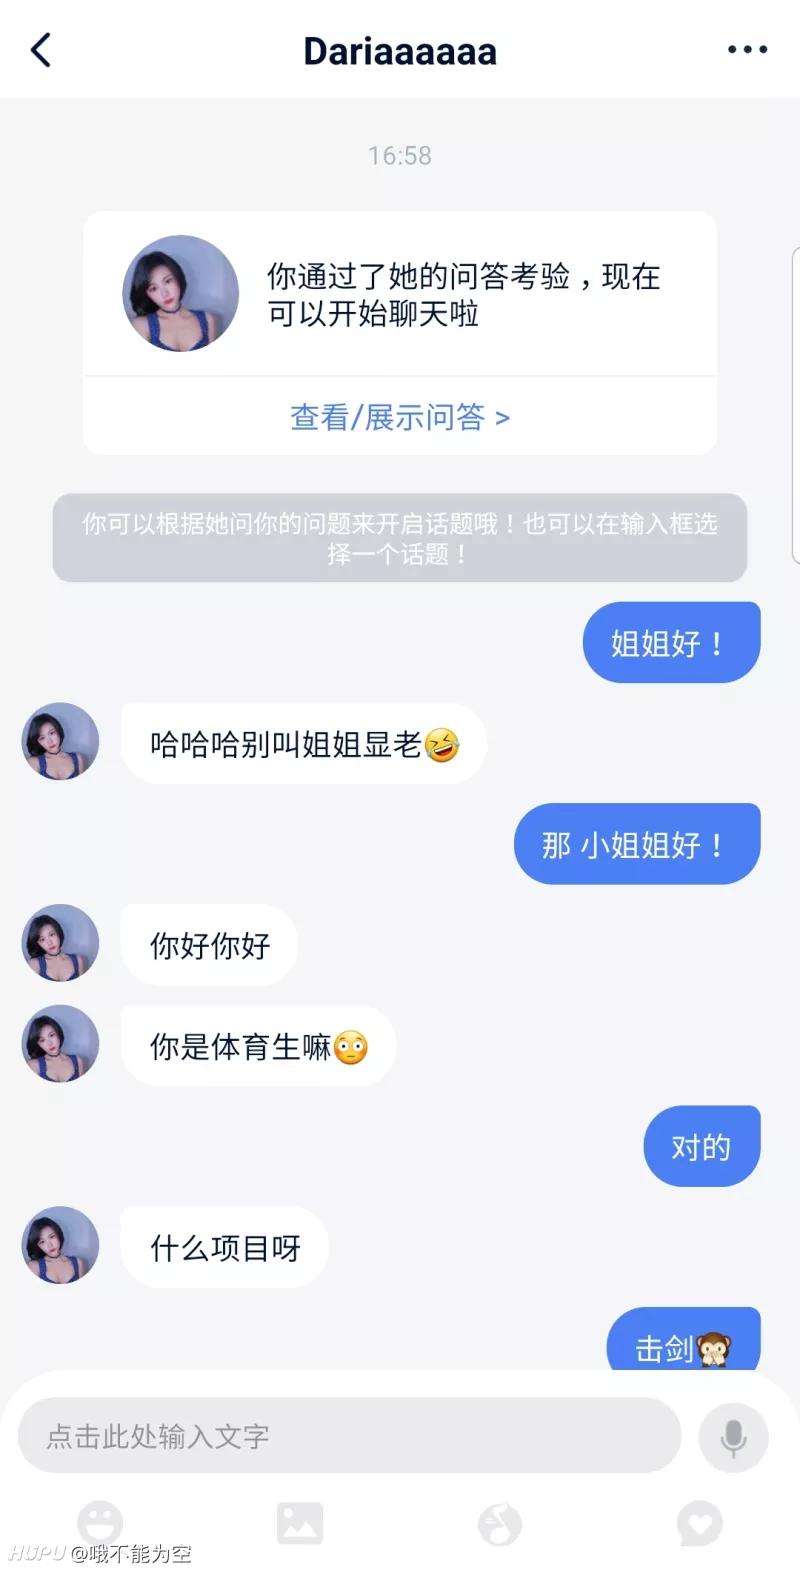 Dariaaaaaa
16:58
你通过了她的问答考验，现在
可以开始聊天啦
查看/展示问答 >
你可以根据她问你的问题来开启话题哦！也可以在输入框选
择一个话题！
姐姐好！
哈哈哈别叫姐姐显老🤣
那 小姐姐好！
你好你好
你是体育生嘛😳
对的
什么项目呀
击剑🙊
点击此处输入文字
HUPU @哦不能为空